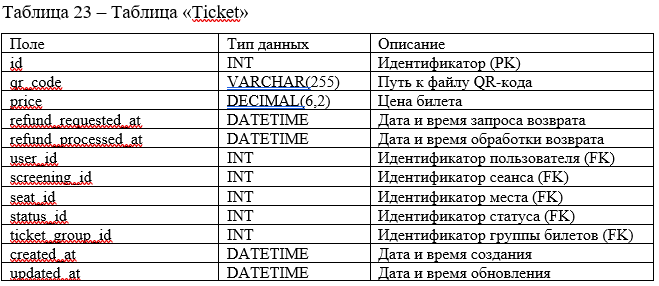 Таблица 23 – Таблица «Ticket»
Поле Тип данных Описание
id INT Идентификатор (PK)
qr_code VARCHAR(255) Путь к файлу QR-кода
price DECIMAL(6,2) Цена билета
refund_requested_at DATETIME Дата и время запроса возврата
refund_processed_at DATETIME Дата и время обработки возврата
user_id INT Идентификатор пользователя (FK)
screening_id INT Идентификатор сеанса (FK)
seat_id INT Идентификатор места (FK)
status_id INT Идентификатор статуса (FK)
ticket_group_id INT Идентификатор группы билетов (FK)
created_at DATETIME Дата и время создания
updated_at DATETIME Дата и время обновления